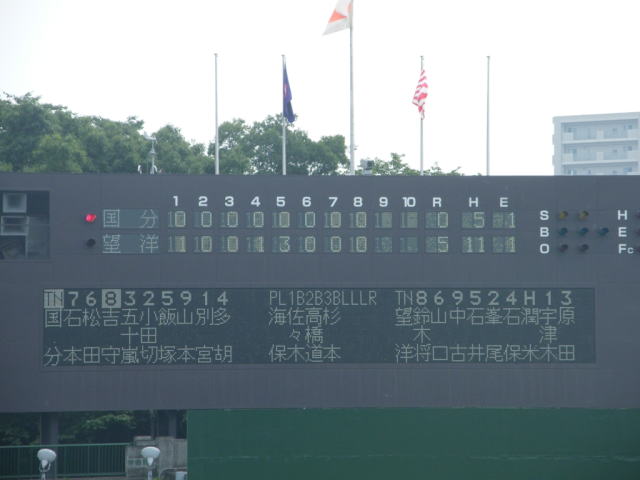 1 2 3 4 5 6 7 8 9 10 R H E
国分 0 0 0 0 0 0 0 0 0 5 1 S H
望洋 1 0 0 1 3 0 0 0 5 11 1 B E
O Fc
TN 7 6 8 3 2 5 9 1 4 PL 1B 2B 3B LL LR TN 8 6 9 5 2 4 H 1 3
国石松吉五小飯山別多 海佐高杉 望鈴山中石峯石潤宇原
十田 々橋 木 津
分本田守嵐切塚本宮胡 保木道本 洋将口古井尾保米木田